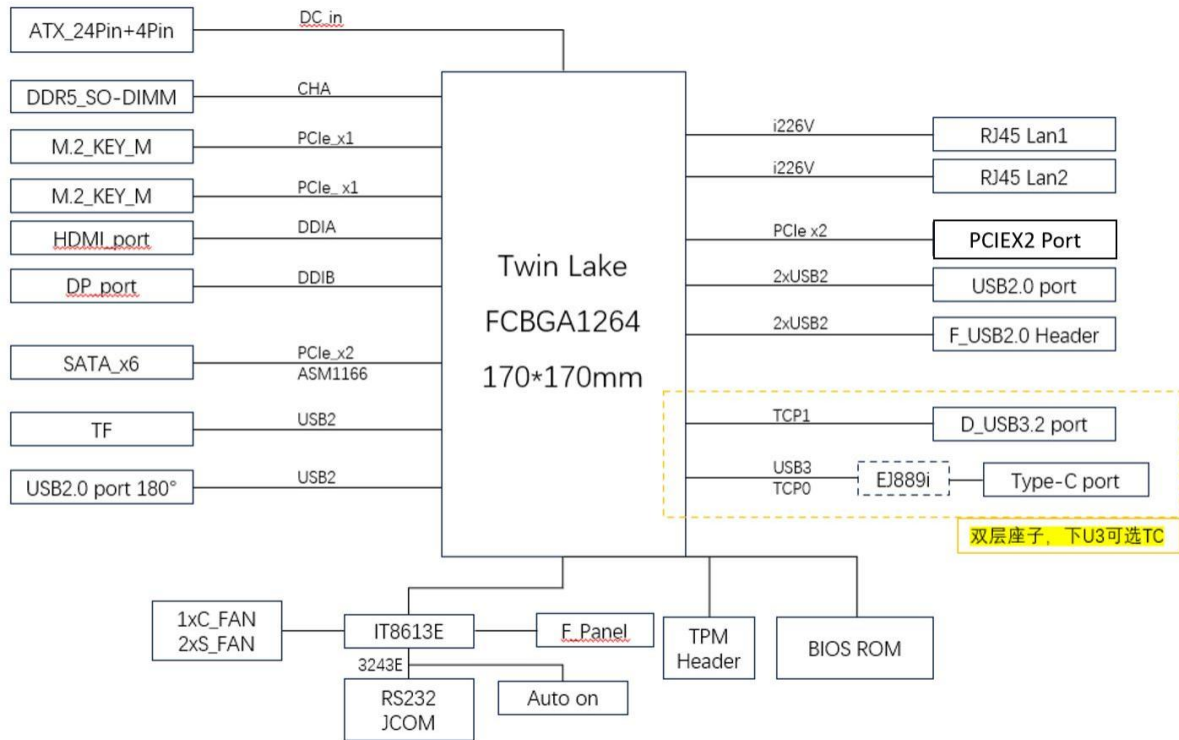 ATX_24Pin+4Pin
DC_in
DDR5_SO-DIMM
CHA
M.2_KEY_M
PCIe_x1
M.2_KEY_M
PCIe_ x1
HDMI_port
DDIA
DP_port
DDIB
SATA_x6
PCIe_x2
ASM1166
TF
USB2
USB2.0 port 180°
USB2
Twin Lake
FCBGA1264
170*170mm
i226V
RJ45 Lan1
i226V
RJ45 Lan2
PCIe x2
PCIEX2 Port
2xUSB2
USB2.0 port
2xUSB2
F_USB2.0 Header
TCP1
D_USB3.2 port
USB3
TCP0
EJ889i
Type-C port
双层座子，下U3可选TC
1xC_FAN
2xS_FAN
IT8613E
F_Panel
3243E
RS232
JCOM
Auto on
TPM
Header
BIOS ROM